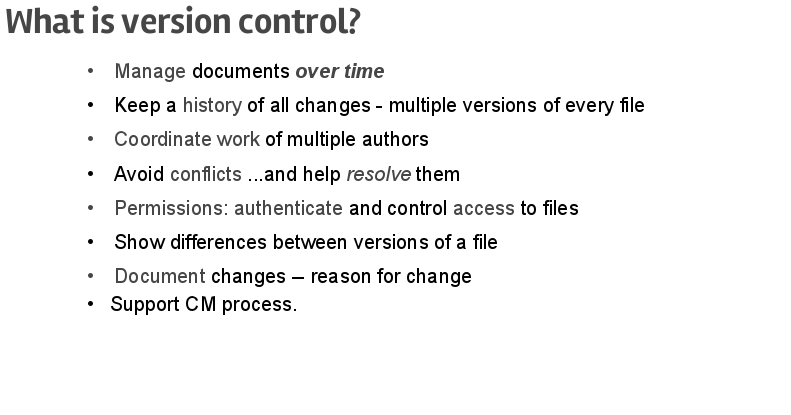 What is version control?
• Manage documents over time
• Keep a history of all changes - multiple versions of every file
• Coordinate work of multiple authors
• Avoid conflicts ...and help resolve them
• Permissions: authenticate and control access to files
• Show differences between versions of a file
• Document changes – reason for change
• Support CM process.